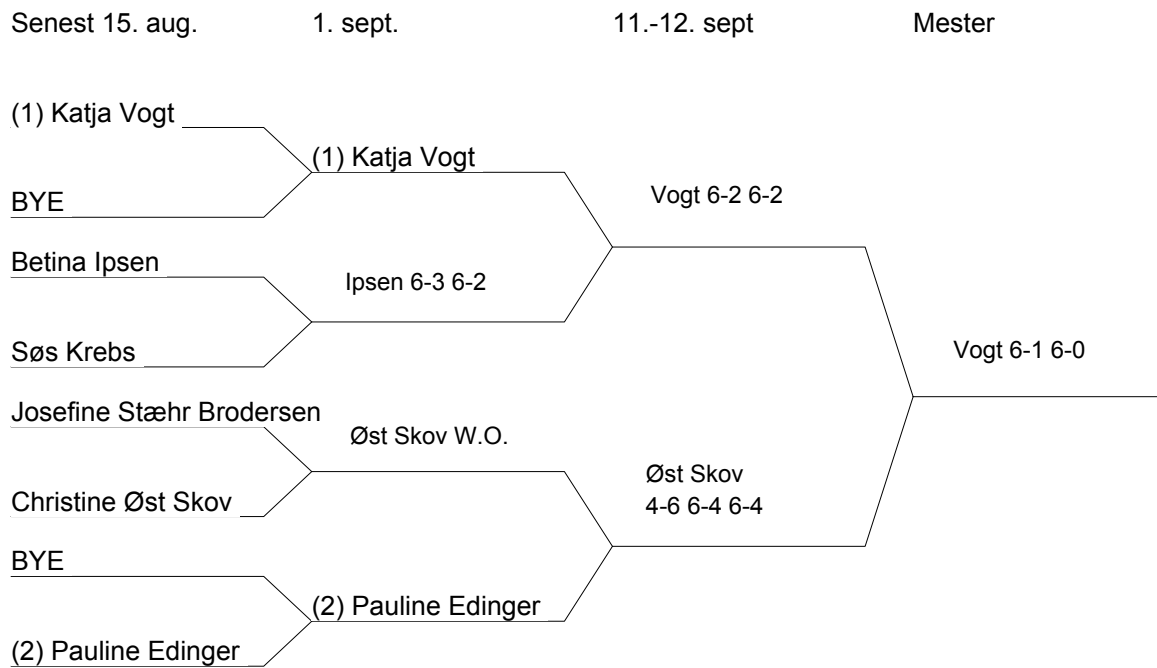 Senest 15. aug. 1. sept. 11.-12. sept Mester
(1) Katja Vogt
(1) Katja Vogt
BYE
Vogt 6-2 6-2
Betina Ipsen
Ipsen 6-3 6-2
Søs Krebs
Vogt 6-1 6-0
Josefine Stæhr Brodersen
Øst Skov W.O.
Christine Øst Skov
Øst Skov
4-6 6-4 6-4
BYE
(2) Pauline Edinger
(2) Pauline Edinger